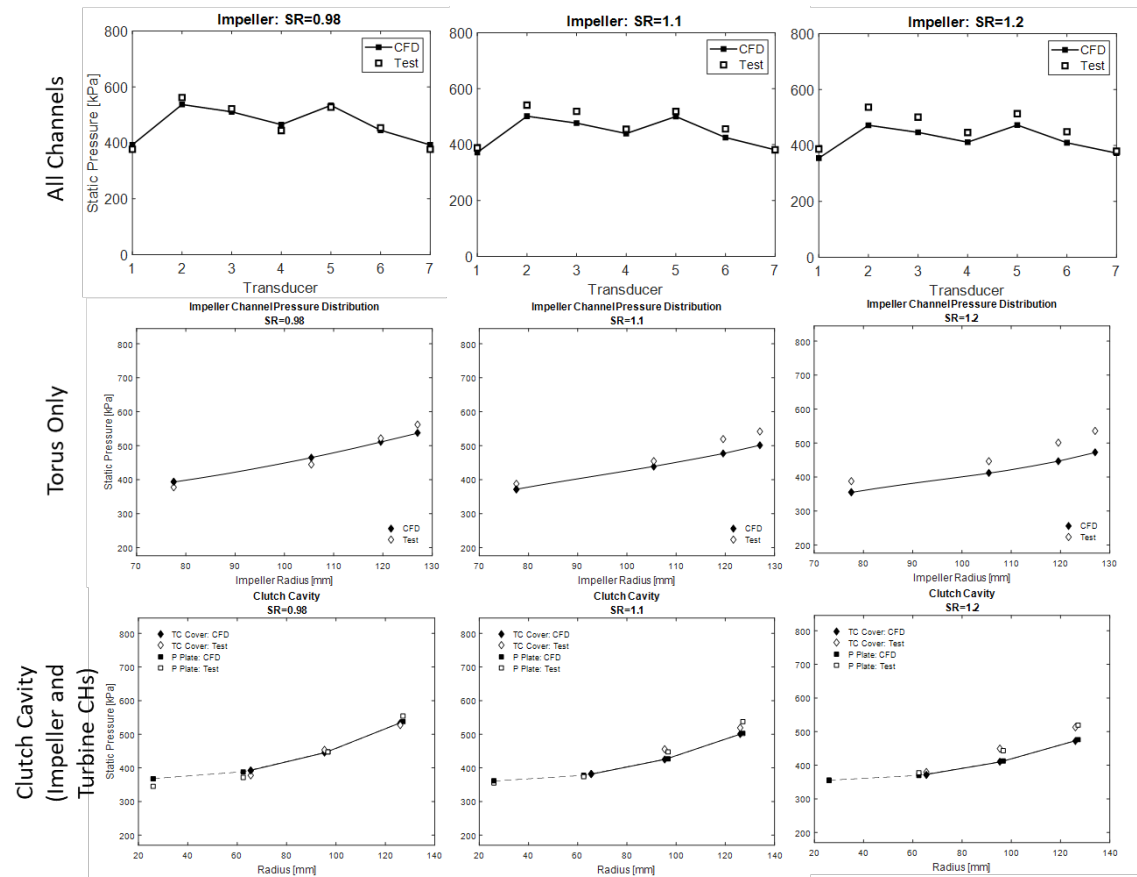 Impeller: SR=0.98
Impeller: SR=1.1
Impeller: SR=1.2
All Channels
Static Pressure [kPa]
800
600
400
200
0
CFD
Test
1 2 3 4 5 6 7
Transducer
800
600
400
200
0
CFD
Test
1 2 3 4 5 6 7
Transducer
800
600
400
200
0
CFD
Test
1 2 3 4 5 6 7
Transducer
Torus Only
Impeller Channel Pressure Distribution
SR=0.98
Static Pressure [kPa]
800
700
600
500
400
300
200
CFD
Test
70 80 90 100 110 120 130
Impeller Radius [mm]
Impeller Channel Pressure Distribution
SR=1.1
800
700
600
500
400
300
200
CFD
Test
70 80 90 100 110 120 130
Impeller Radius [mm]
Impeller Channel Pressure Distribution
SR=1.2
800
700
600
500
400
300
200
CFD
Test
70 80 90 100 110 120 130
Impeller Radius [mm]
Clutch Cavity
(Impeller and
Turbine CHs)
Clutch Cavity
SR=0.98
Static Pressure [kPa]
800
700
600
500
400
300
200
TC Cover: CFD
TC Cover: Test
P Plate: CFD
P Plate: Test
20 40 60 80 100 120 140
Radius [mm]
Clutch Cavity
SR=1.1
800
700
600
500
400
300
200
TC Cover: CFD
TC Cover: Test
P Plate: CFD
P Plate: Test
20 40 60 80 100 120 140
Radius [mm]
Clutch Cavity
SR=1.2
800
700
600
500
400
300
200
TC Cover: CFD
TC Cover: Test
P Plate: CFD
P Plate: Test
20 40 60 80 100 120 140
Radius [mm]